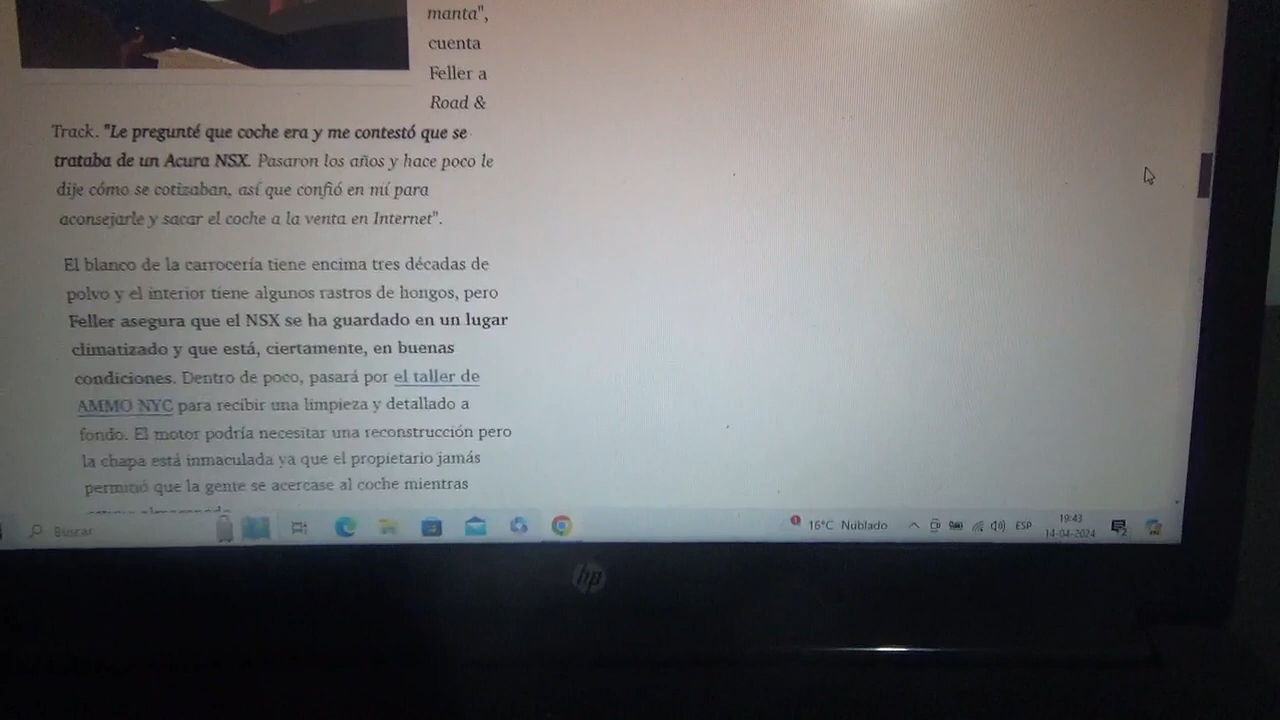 manta",
cuenta
Feller a
Road &
Track. "Le pregunté que coche era y me contestó que se
trataba de un Acura NSX. Pasaron los años y hace poco le
dije cómo se cotizaban, así que confió en mí para
aconsejarle y sacar el coche a la venta en Internet".
El blanco de la carrocería tiene encima tres décadas de
polvo y el interior tiene algunos rastros de hongos, pero
Feller asegura que el NSX se ha guardado en un lugar
climatizado y que está, ciertamente, en buenas
condiciones. Dentro de poco, pasará por el taller de
AMMO NYC para recibir una limpieza y detallado a
fondo. El motor podría necesitar una reconstrucción pero
la chapa está inmaculada ya que el propietario jamás
permitió que la gente se acercase al coche mientras
Buscar
16°C Nublado
ESP
19:43
14-04-2024
hp